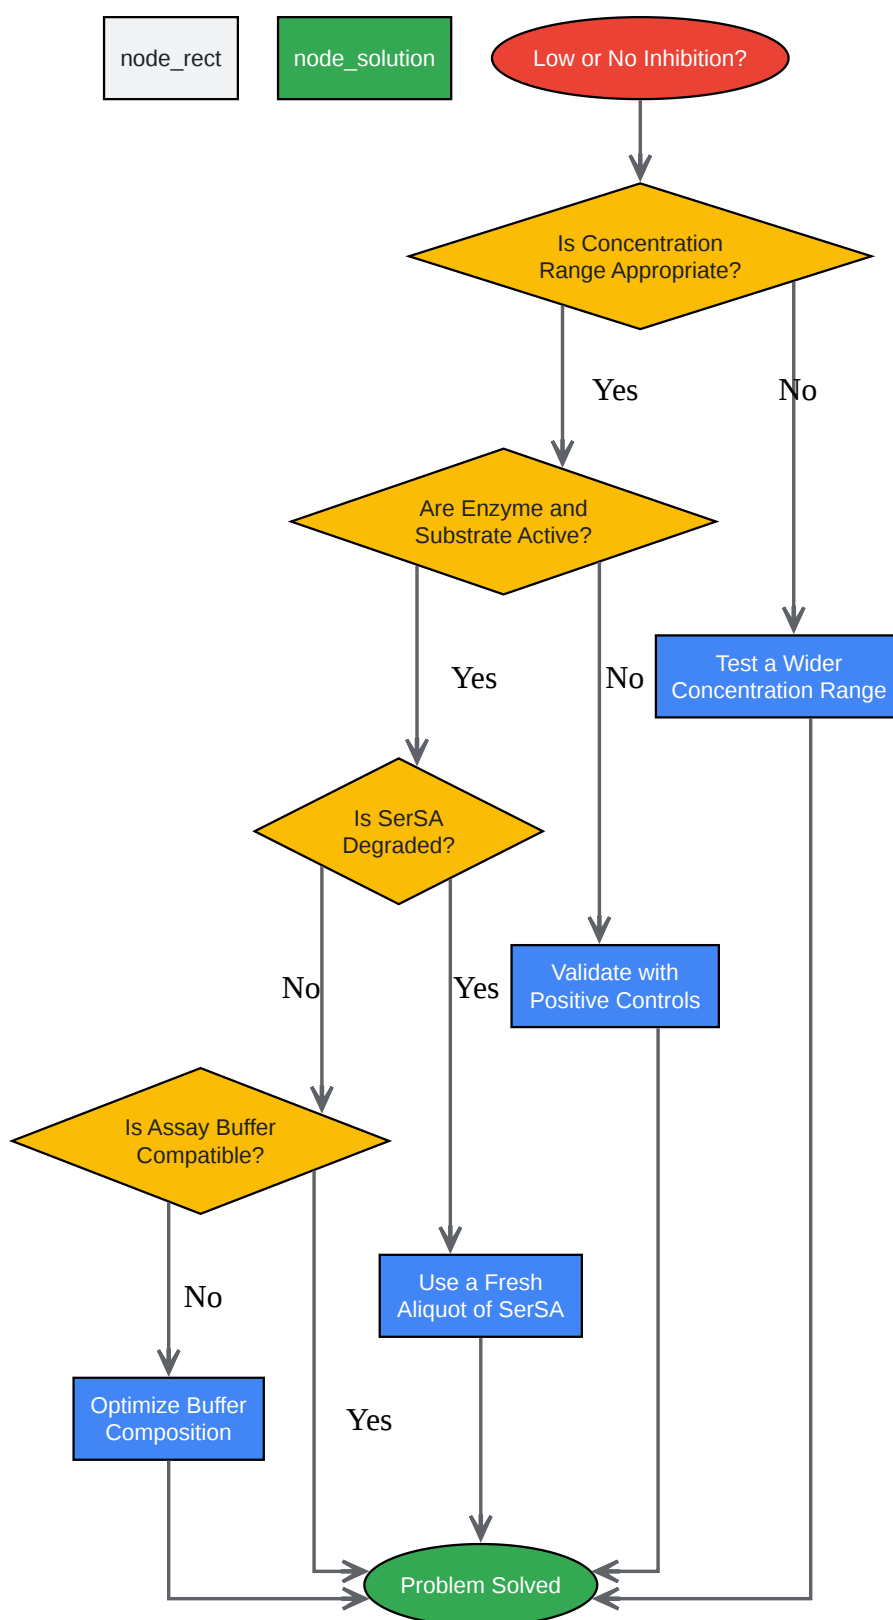 node_rect
node_solution
Low or No Inhibition?
Is Concentration
Range Appropriate?
Yes
No
Are Enzyme and
Substrate Active?
Yes
No
Test a Wider
Concentration Range
Is SerSA
Degraded?
No
Yes
Validate with
Positive Controls
Is Assay Buffer
Compatible?
No
Use a Fresh
Aliquot of SerSA
Optimize Buffer
Composition
Yes
Problem Solved